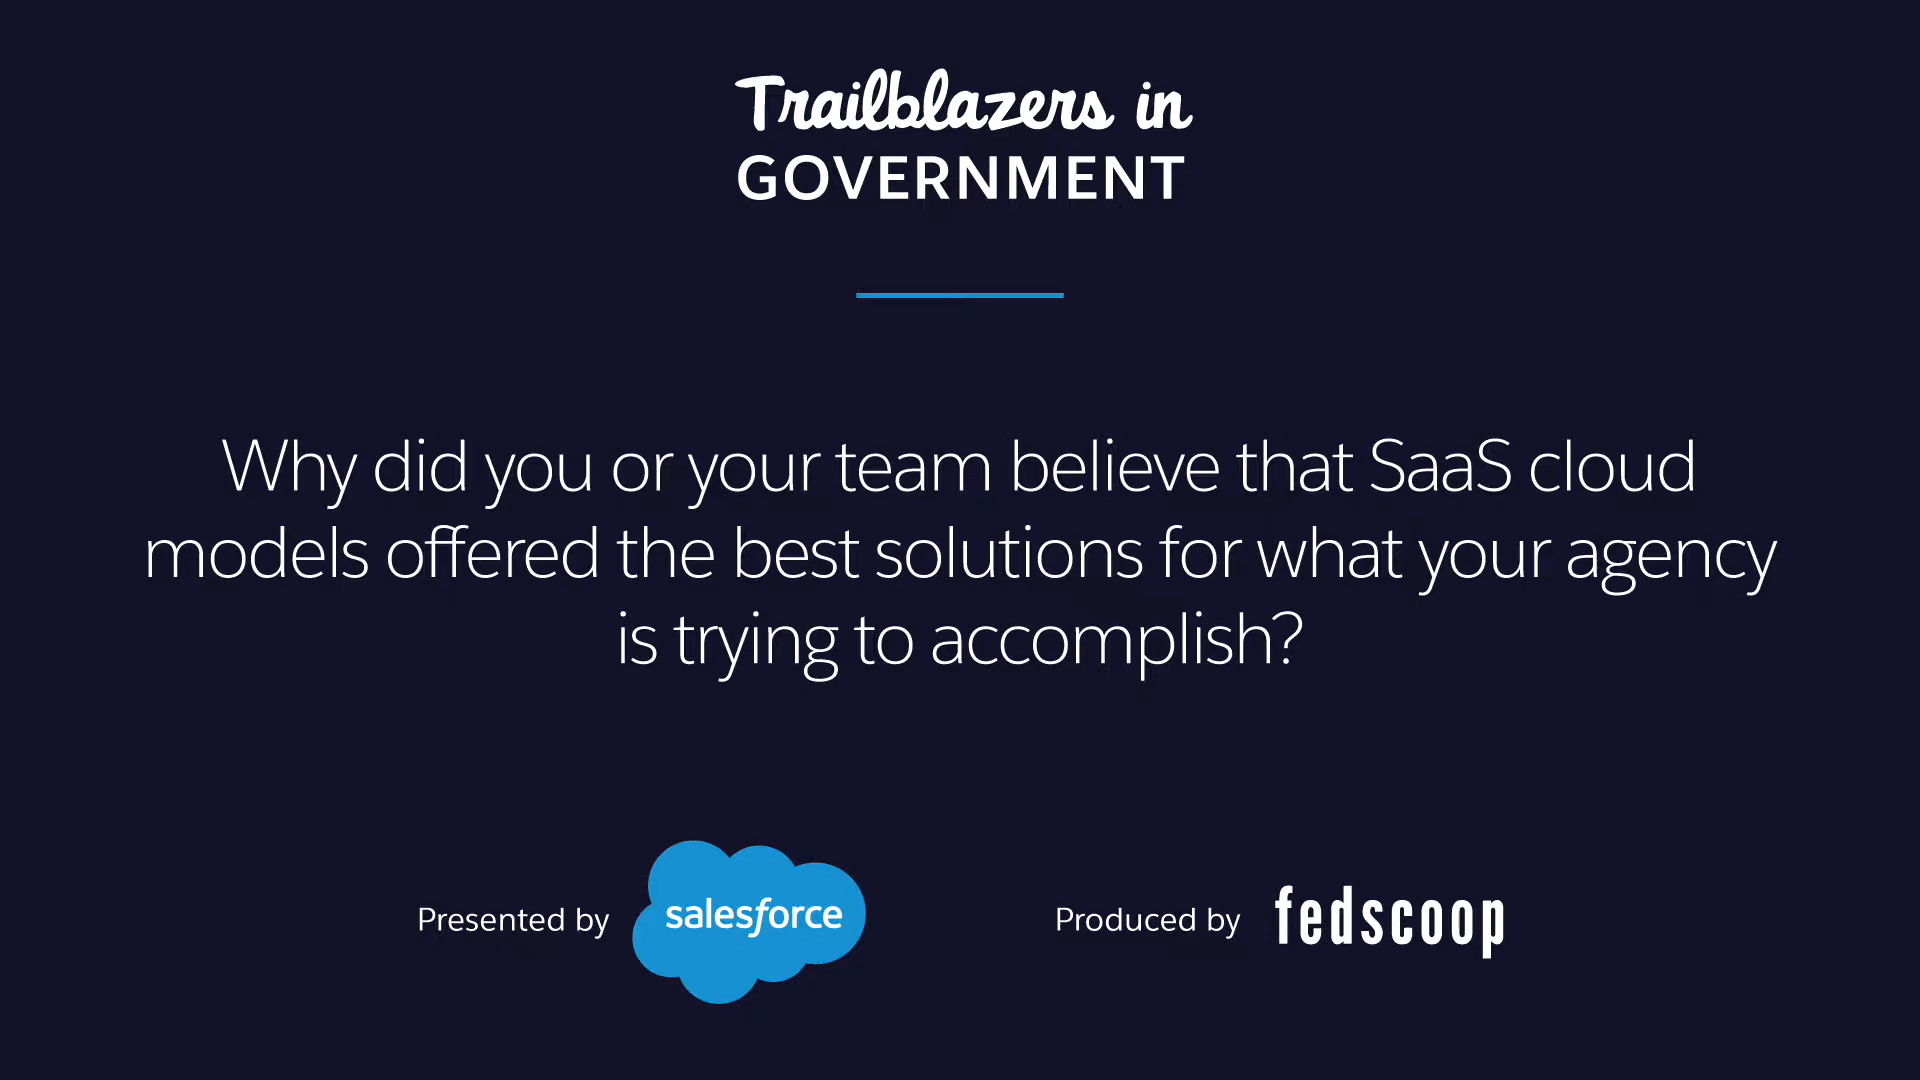 Trailblazers in
GOVERNMENT
Why did you or your team believe that SaaS cloud
models offered the best solutions for what your agency
is trying to accomplish?
Presented by salesforce
Produced by fedscoop